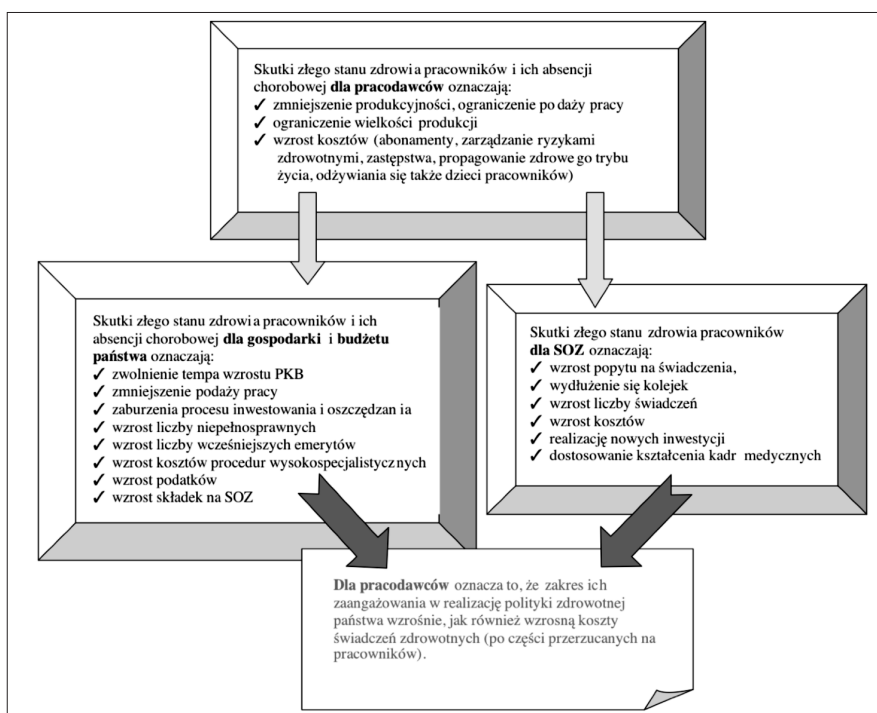 Skutki złego stanu zdrowia pracowników i ich absencji
chorobowej dla pracodawców oznaczają:
✓ zmniejszenie produkcyjności, ograniczenie po daży pracy
✓ ograniczenie wielkości produkcji
✓ wzrost kosztów (abonamenty, zarządzanie ryzykami
zdrowotnymi, zastępstwa, propagowanie zdrowe go trybu
życia, odżywiania się także dzieci pracowników)
Skutki złego stanu zdrowia pracowników i ich
absencji chorobowej dla gospodarki i budżetu
państwa oznaczają:
✓ zwolnienie tempa wzrostu PKB
✓ zmniejszenie podaży pracy
✓ zaburzenia procesu inwestowania i oszczędzan ia
✓ wzrost liczby niepełnosprawnych
✓ wzrost liczby wcześniejszych emerytów
✓ wzrost kosztów procedur wysokospecjalistycznych
✓ wzrost podatków
✓ wzrost składek na SOZ
Skutki złego stanu zdrowia pracowników
dla SOZ oznaczają:
✓ wzrost popytu na świadczenia,
✓ wydłużenie się kolejek
✓ wzrost liczby świadczeń
✓ wzrost kosztów
✓ realizację nowych inwestycji
✓ dostosowanie kształcenia kadr medycznych
Dla pracodawców oznacza to, że zakres ich
zaangażowania w realizację polityki zdrowotnej
państwa wzrośnie, jak również wzrosną koszty
świadczeń zdrowotnych (po części przerzucanych na
pracowników).